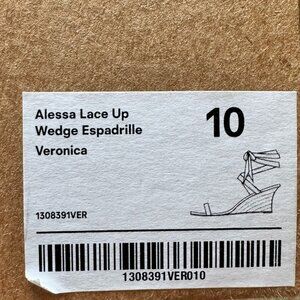 Alessa Lace Up
Wedge Espadrille
10
Veronica
1308391VER
1308391VER010